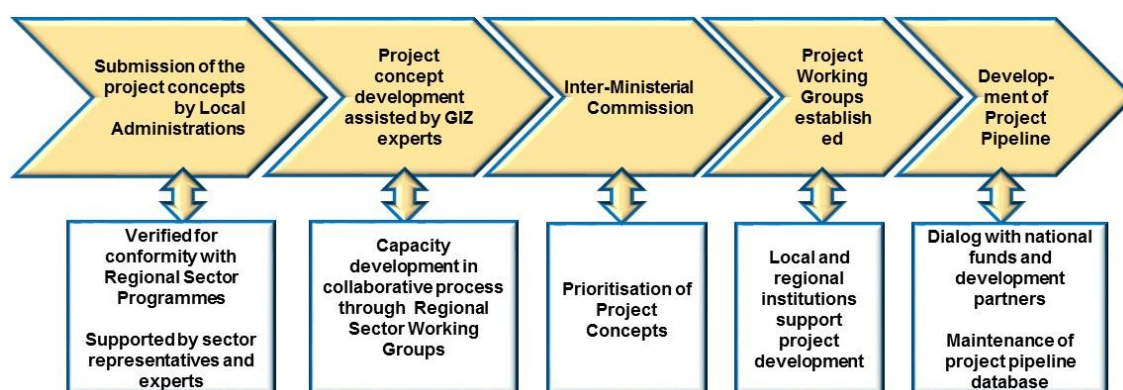 Submission of the
project concepts
by Local
Administrations
Project
concept
development
assisted by GIZ
experts
Inter-Ministerial
Commission
Project
Working
Groups
establish
ed
Develop-
ment of
Project
Pipeline
Verified for
conformity with
Regional Sector
Programmes
Supported by sector
representatives and
experts
Capacity
development in
collaborative process
through Regional
Sector Working
Groups
Prioritisation of
Project
Concepts
Local and
regional
institutions
support
project
development
Dialog with national
funds and
development
partners
Maintenance of
project pipeline
database